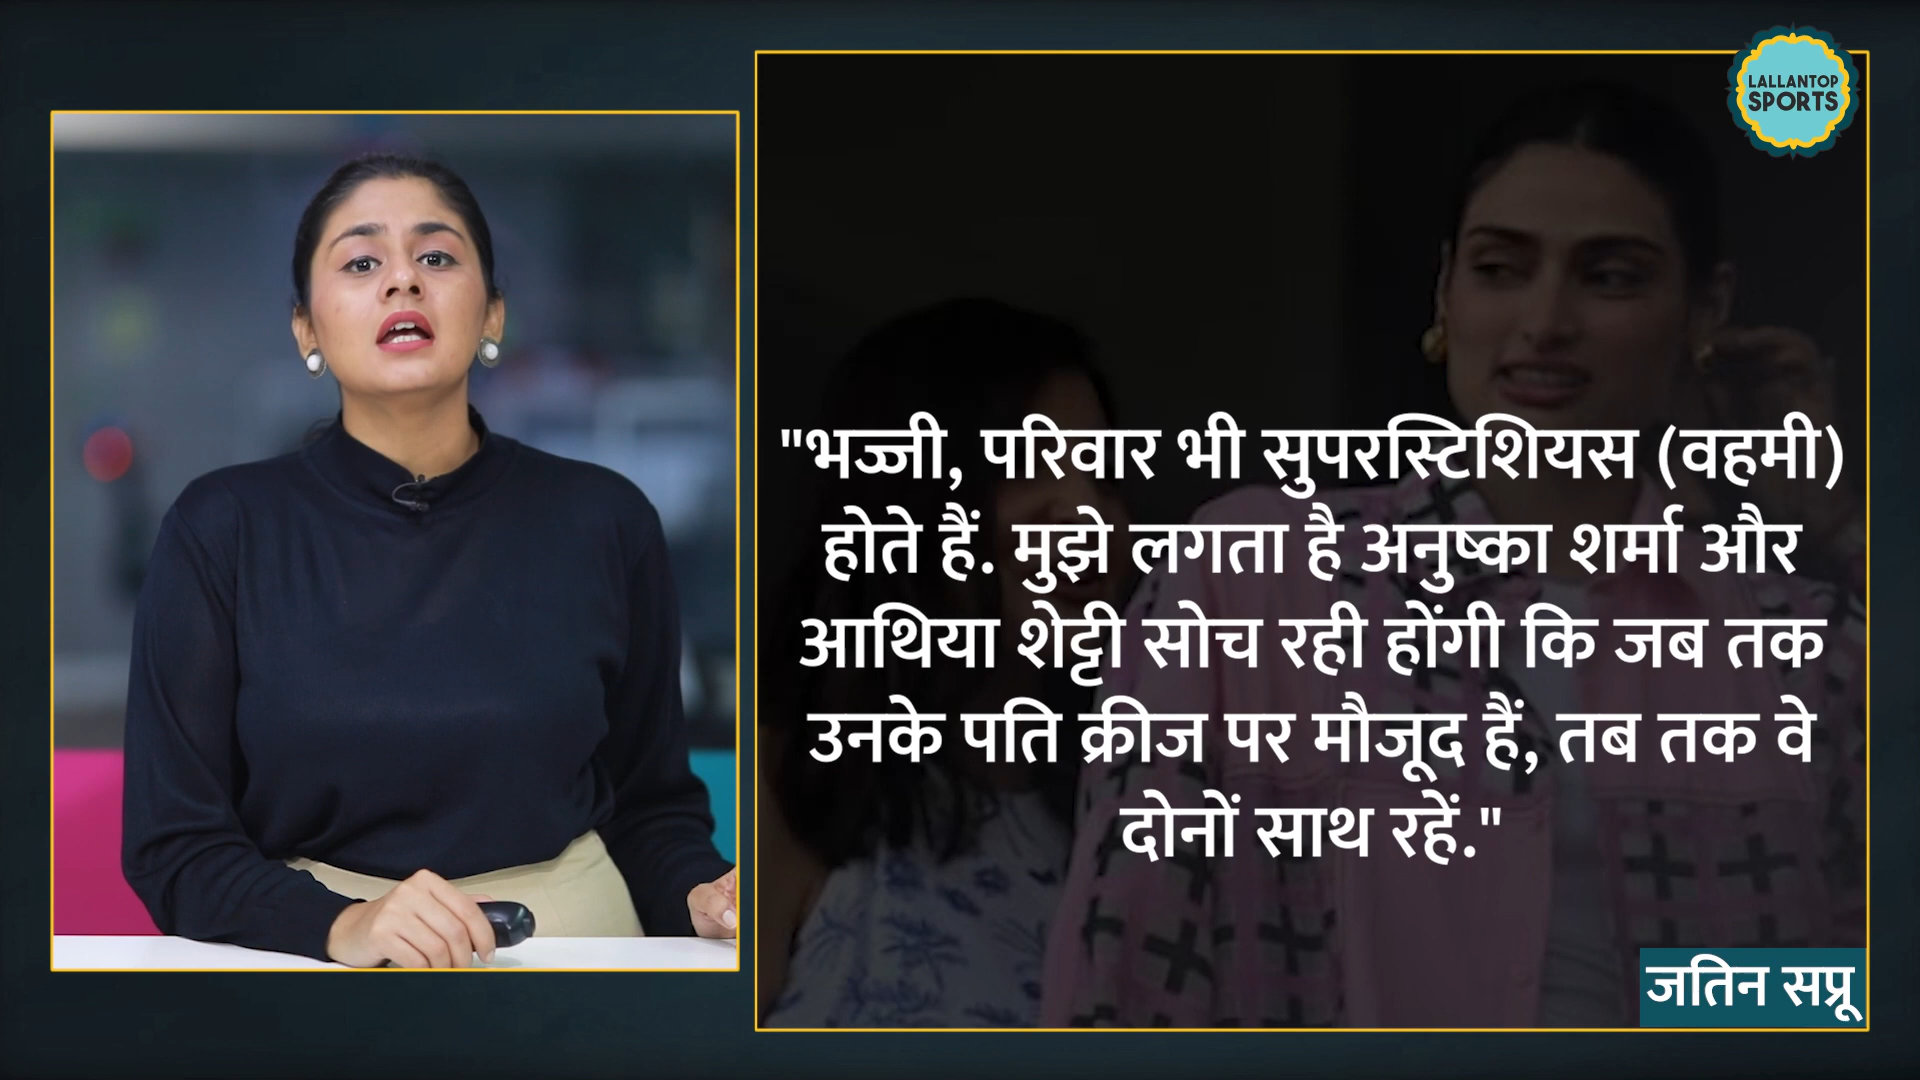 LALLANTOP
SPORTS
"भज्जी, परिवार भी सुपरस्टिशियस (वहमी)
होते हैं. मुझे लगता है अनुष्का शर्मा और
आथिया शेट्टी सोच रही होंगी कि जब तक
उनके पति क्रीज पर मौजूद हैं, तब तक वे
दोनों साथ रहें."
जतिन सप्रू